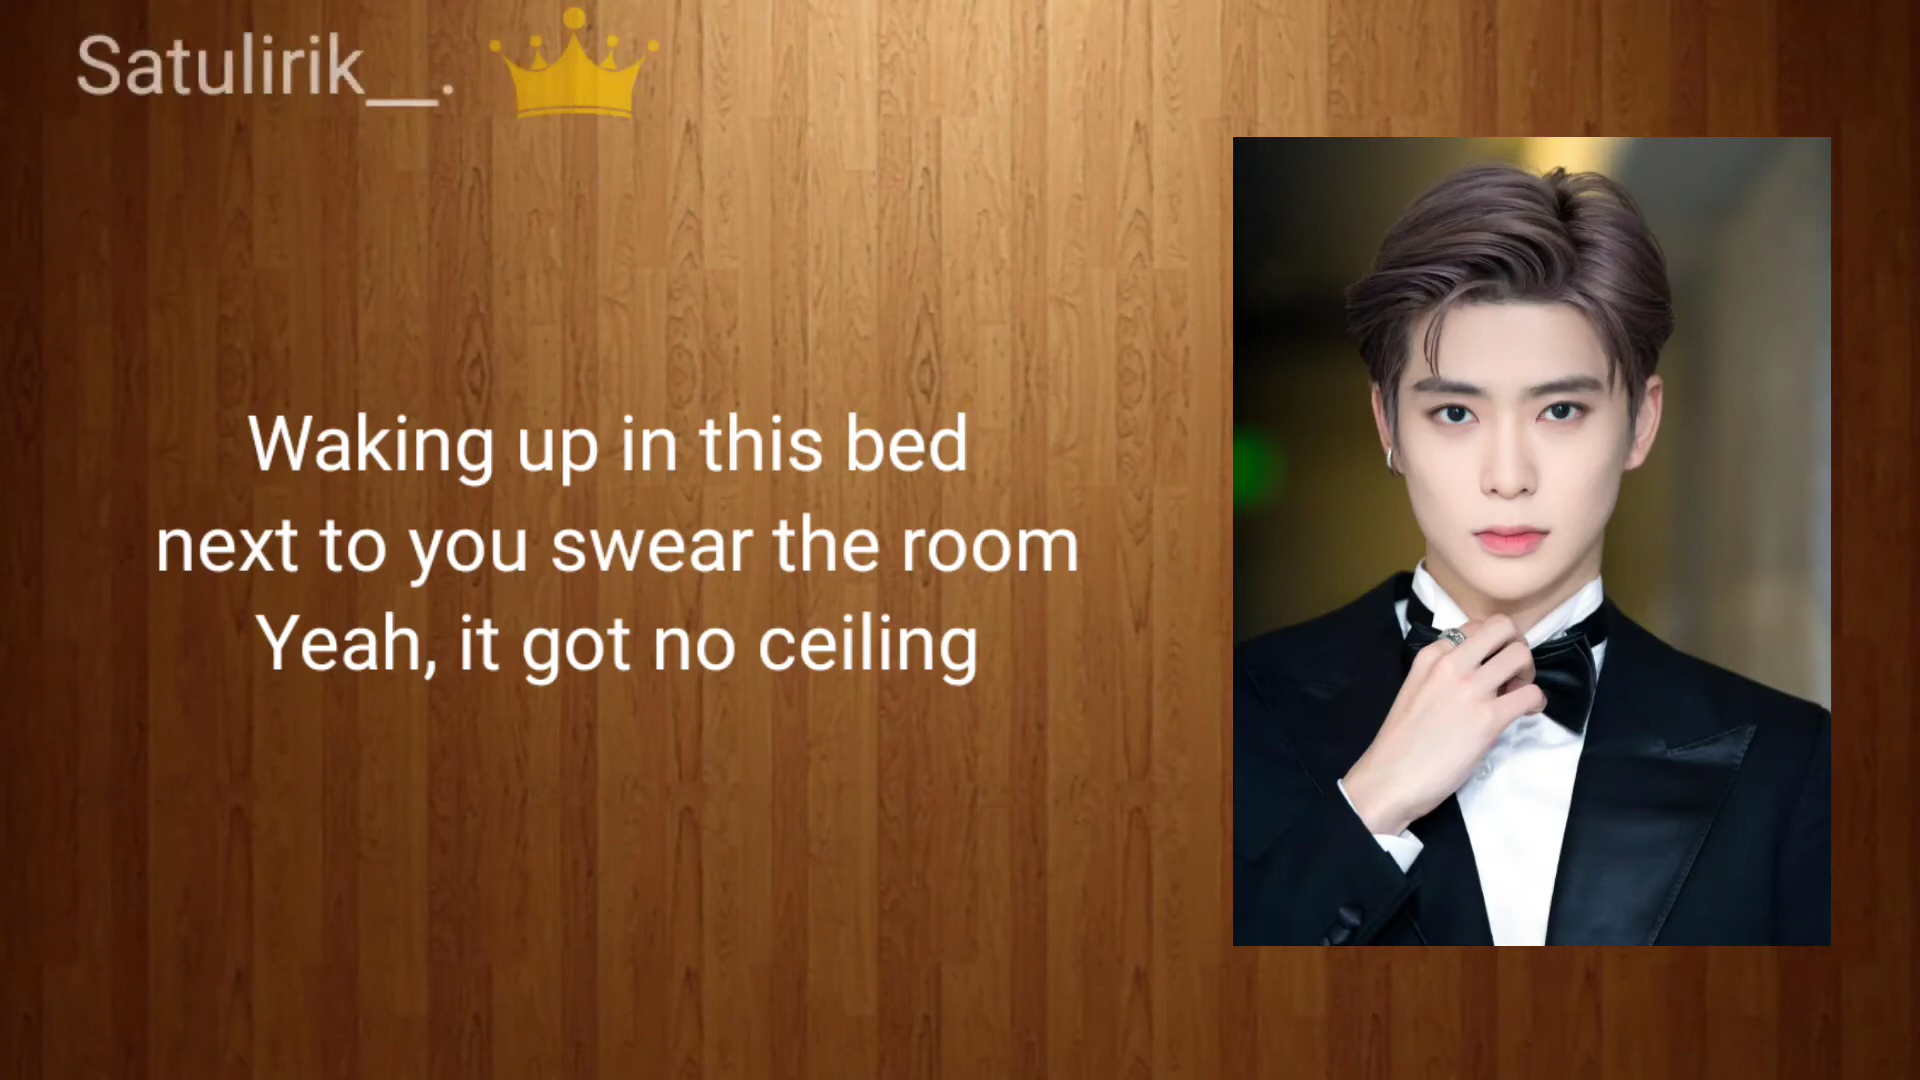 Satulirik__.
Waking up in this bed
next to you swear the room
Yeah, it got no ceiling